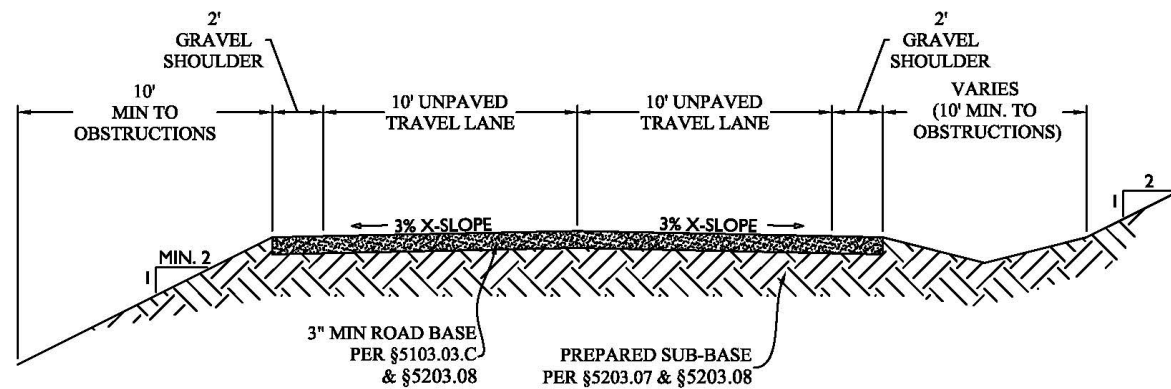 2'
GRAVEL
SHOULDER
2'
GRAVEL
SHOULDER
10'
MIN TO
OBSTRUCTIONS
10' UNPAVED
TRAVEL LANE
10' UNPAVED
TRAVEL LANE
VARIES
(10' MIN. TO
OBSTRUCTIONS)
2
1
3% X-SLOPE
3% X-SLOPE
MIN. 2
1
3" MIN ROAD BASE
PER §5103.03.C
& §5203.08
PREPARED SUB-BASE
PER §5203.07 & §5203.08